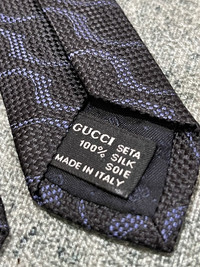 GUCCI SETA
100% SILK
SOIE
MADE IN ITALY